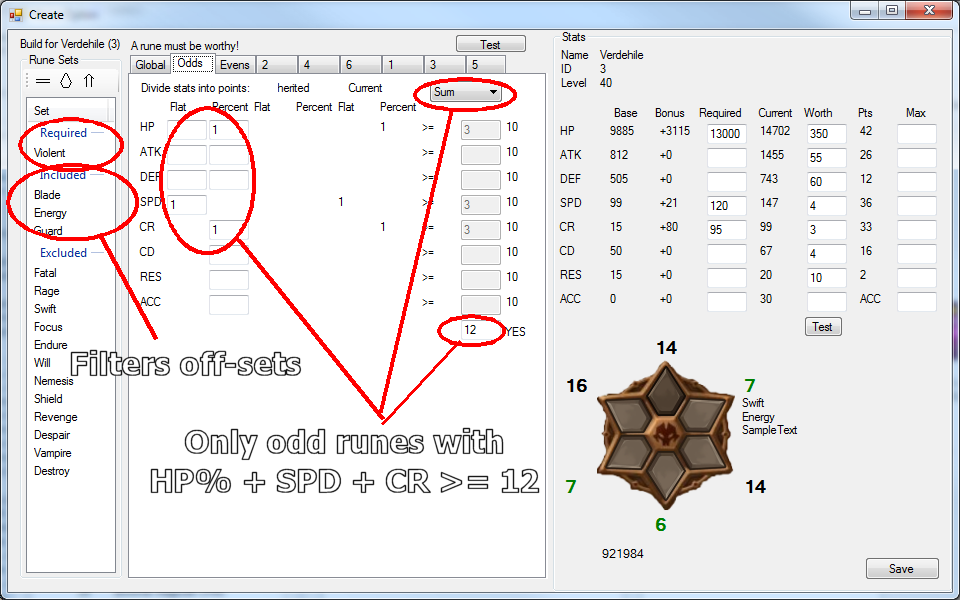 Create
Build for Verdehile (3)
A rune must be worthy!
Test
Rune Sets
Global Odds Evens 2 4 6 1 3 5
Divide stats into points: herited Current Sum
Flat Percent Flat Percent Flat Percent
HP 1 1 >= 3 10
ATK >= 10
DEF >= 10
SPD 1 1 >= 3 10
CR 1 1 >= 3 10
CD >= 10
RES >= 10
ACC >= 10
12 YES
Set
Required
Violent
Included
Blade
Energy
Guard
Excluded
Fatal
Rage
Swift
Focus
Endure
Will
Nemesis
Shield
Revenge
Despair
Vampire
Destroy
Filters off-sets
Only odd runes with
HP% + SPD + CR >= 12
Stats
Name Verdehile
ID 3
Level 40
Base Bonus Required Current Worth Pts Max
HP 9885 +3115 13000 14702 350 42
ATK 812 +0 1455 55 26
DEF 505 +0 743 60 12
SPD 99 +21 120 147 4 36
CR 15 +80 95 99 3 33
CD 50 +0 67 4 16
RES 15 +0 20 10 2
ACC 0 +0 30 ACC
Test
14
16
7
Swift
Energy
SampleText
7
14
6
921984
Save